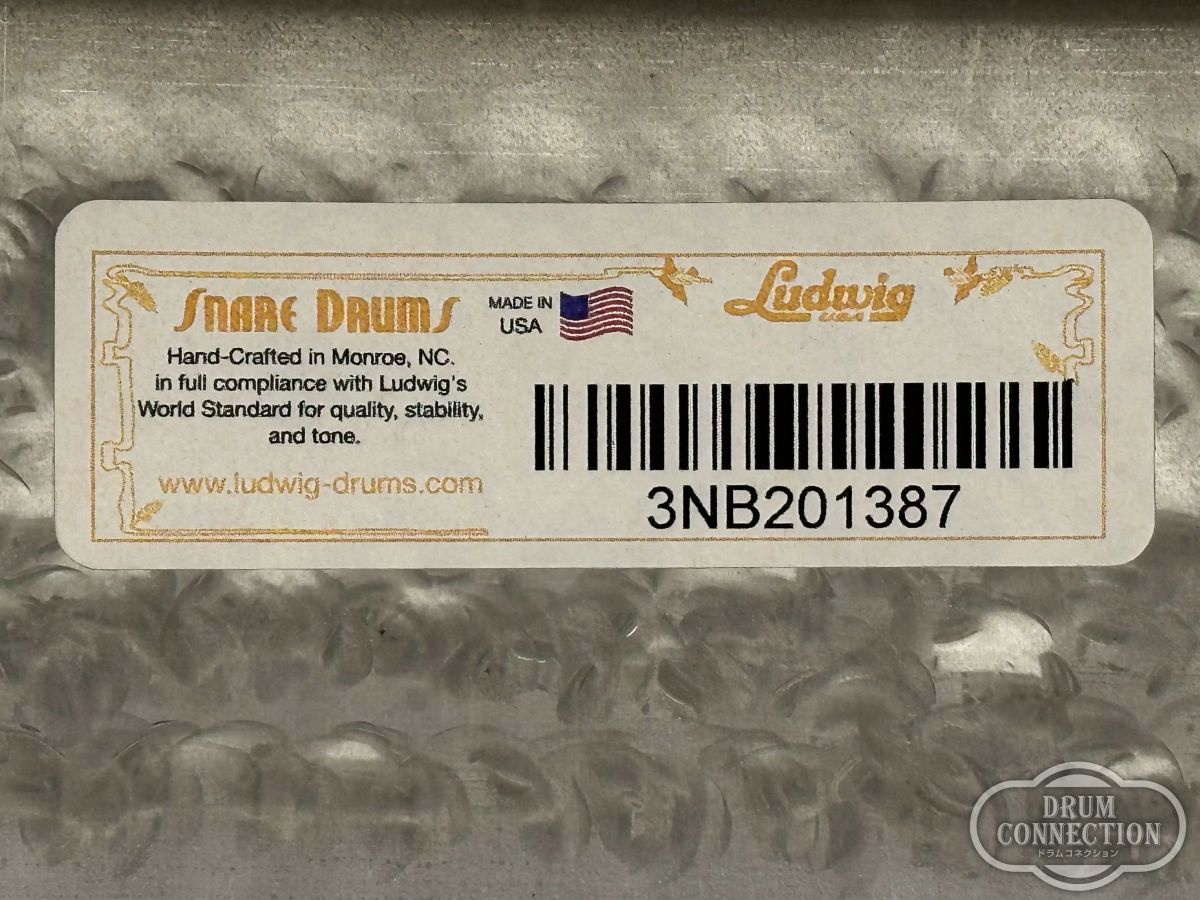 Snare Drums
MADE IN
USA
Ludwig
U.S.A.
Hand-Crafted in Monroe, NC.
in full compliance with Ludwig's
World Standard for quality, stability,
and tone.
www.ludwig-drums.com
3NB201387
DRUM
CONNECTION
ドラムコネクション